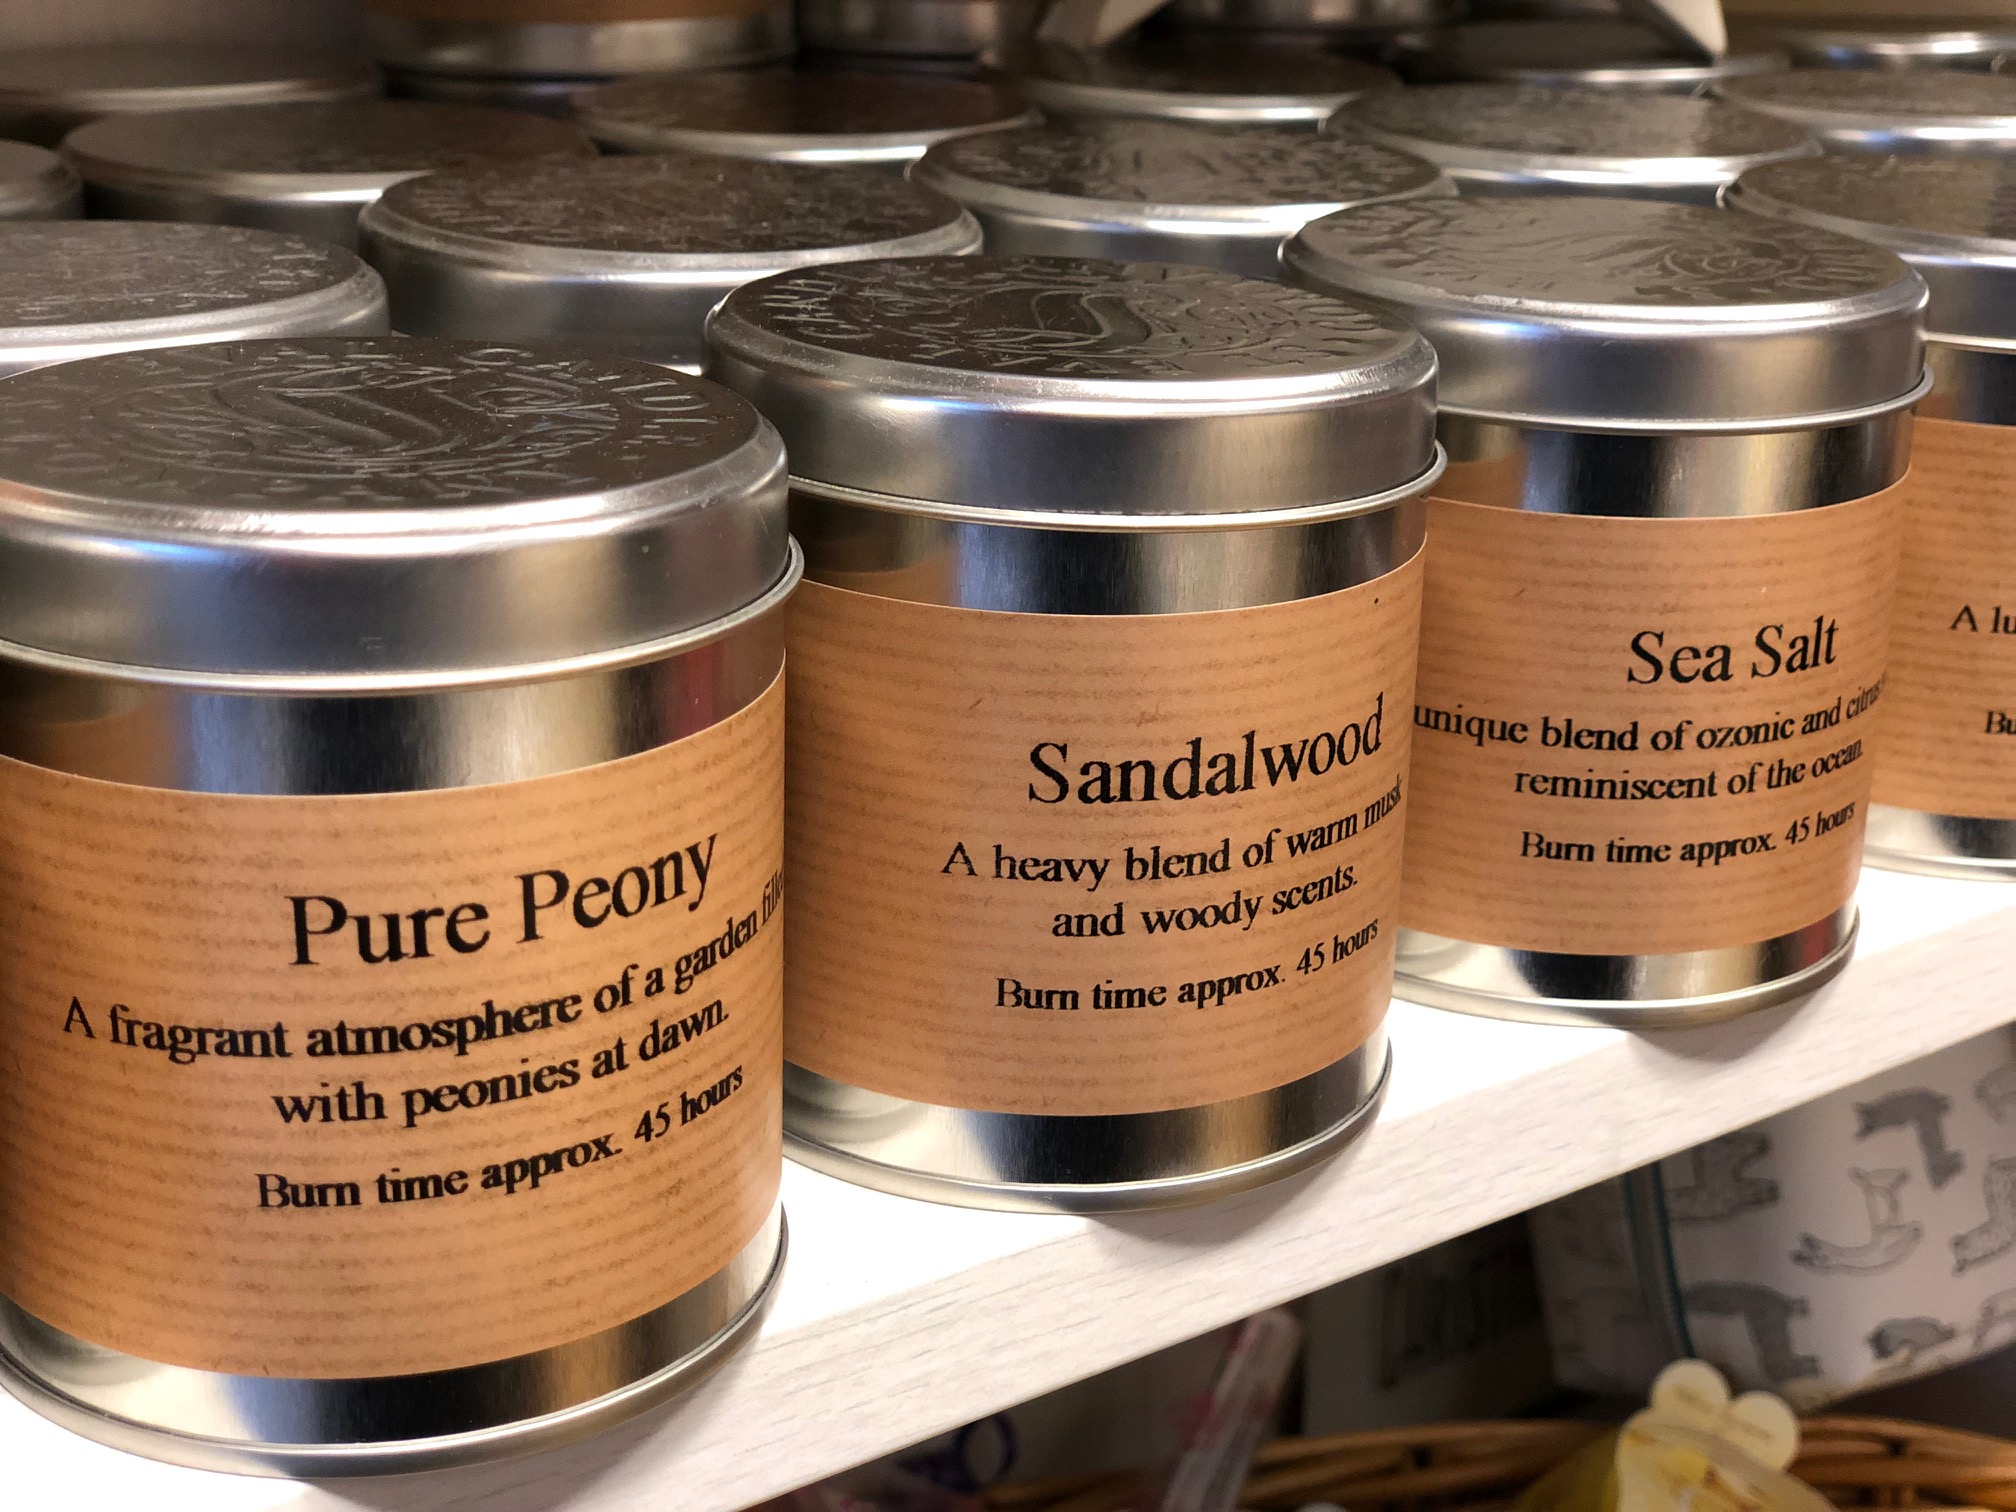 Pure Peony
A fragrant atmosphere of a garden
with peonies at dawn.
Burn time approx. 45 hours
Sandalwood
A heavy blend of warm musk
and woody scents.
Burn time approx. 45 hours
Sea Salt
unique blend of ozonic and
reminiscent of the ocean
Burn time approx. 45 hours
A